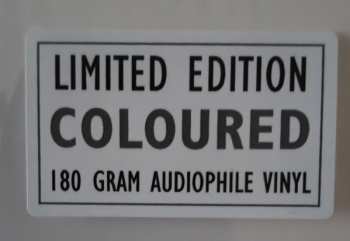 LIMITED EDITION
COLOURED
180 GRAM AUDIOPHILE VINYL